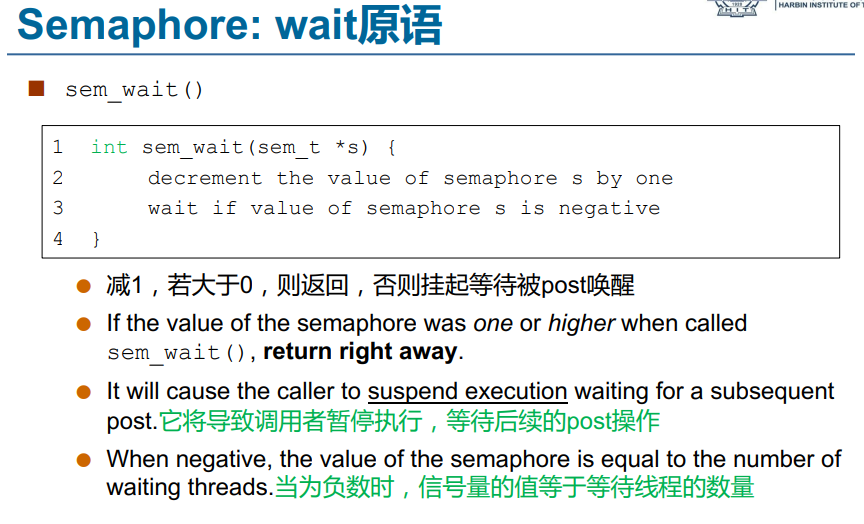 Semaphore: wait原语
HARBIN INSTITUTE OF
sem_wait()
1 int sem_wait(sem_t *s) {
2 decrement the value of semaphore s by one
3 wait if value of semaphore s is negative
4 }
减1，若大于0，则返回，否则挂起等待被post唤醒
If the value of the semaphore was one or higher when called
sem_wait(), return right away.
It will cause the caller to suspend execution waiting for a subsequent
post.它将导致调用者暂停执行，等待后续的post操作
When negative, the value of the semaphore is equal to the number of
waiting threads.当为负数时，信号量的值等于等待线程的数量